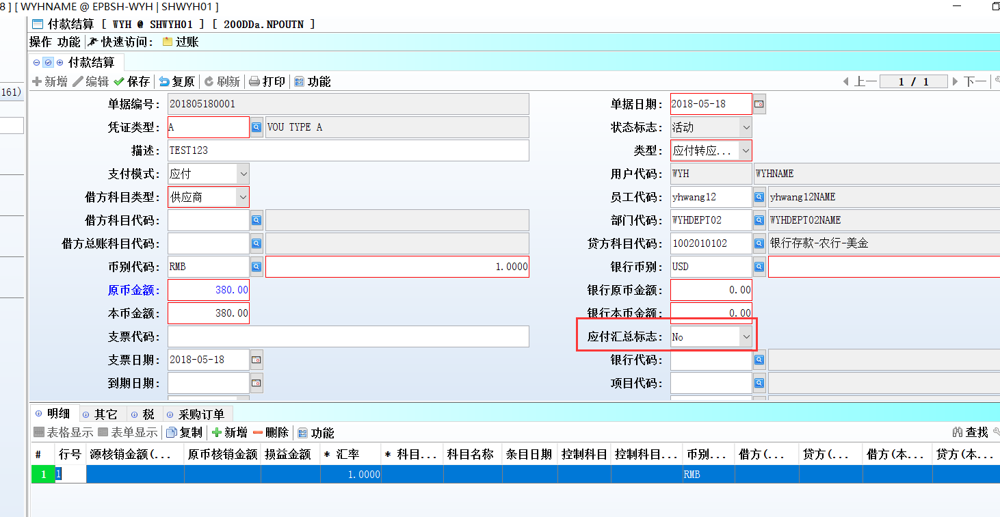 8 ] [ WYHNAME @ EPBSH-WYH | SHWYH01 ]
付款结算 [ WYH @ SHWYH01 ] [ 200DDa.NPOUTN ]
操作 功能 快速访问: 过账
付款结算
新增 编辑 保存 复原 刷新 打印 功能 上一 1 / 1 下一
161)
单据编号: 201805180001 单据日期: 2018-05-18
凭证类型: A VOU TYPE A 状态标志: 活动
描述: TEST123 类型: 应付转应...
支付模式: 应付 用户代码: WYH WYHNAME
借方科目类型: 供应商 员工代码: yhwang12 yhwang12NAME
借方科目代码: 部门代码: WYHDEPT02 WYHDEPT02NAME
借方总账科目代码: 贷方科目代码: 1002010102 银行存款-农行-美金
币别代码: RMB 1.0000 银行币别: USD
原币金额: 380.00 银行原币金额: 0.00
本币金额: 380.00 银行本币金额: 0.00
支票代码: 应付汇总标志: No
支票日期: 2018-05-18 银行代码:
到期日期: 项目代码:
明细 其它 税 采购订单
表格显示 表单显示 复制 新增 删除 功能 查找
# 行号 源核销金额(... 原币核销金额 损益金额 * 汇率 * 科目... 科目名称 条目日期 控制科目 控制科目... 币别... 借方(... 贷方(... 借方(本... 贷方(本...
1 1 1.0000 RMB